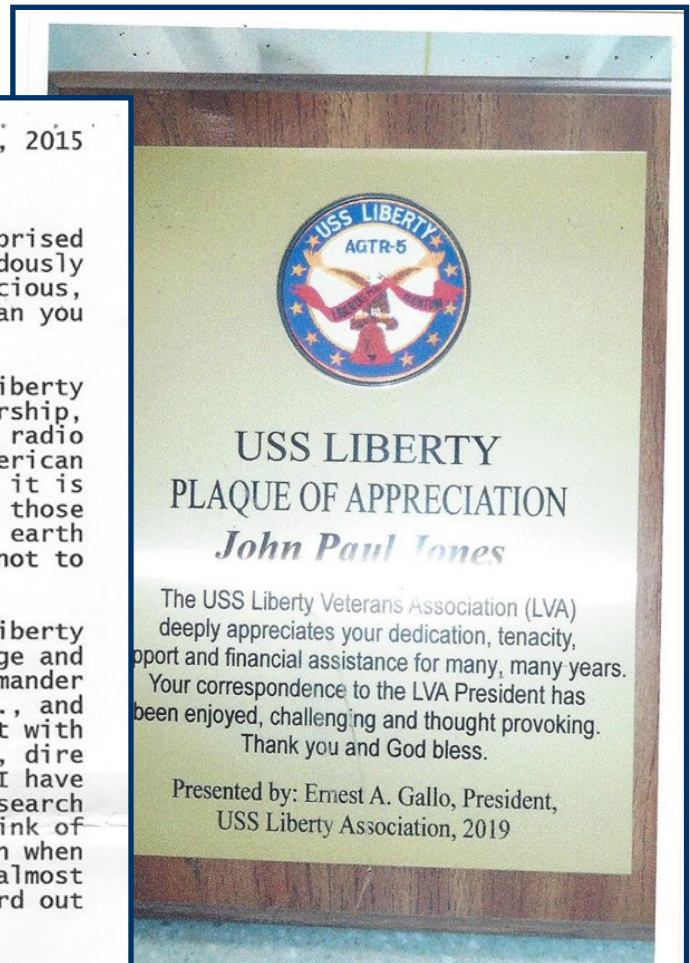 , 2015
prised
dously
cious,
an you
iberty
rship,
radio
erican
it is
those
earth
not to
iberty
ge and
mander
., and
t with
, dire
I have
search
ink of
n when
almost
rd out
USS LIBERTY
AGTR-5
USS LIBERTY
PLAQUE OF APPRECIATION
John Paul Jones
The USS Liberty Veterans Association (LVA)
deeply appreciates your dedication, tenacity,
pport and financial assistance for many, many years.
Your correspondence to the LVA President has
been enjoyed, challenging and thought provoking.
Thank you and God bless.
Presented by: Ernest A. Gallo, President,
USS Liberty Association, 2019